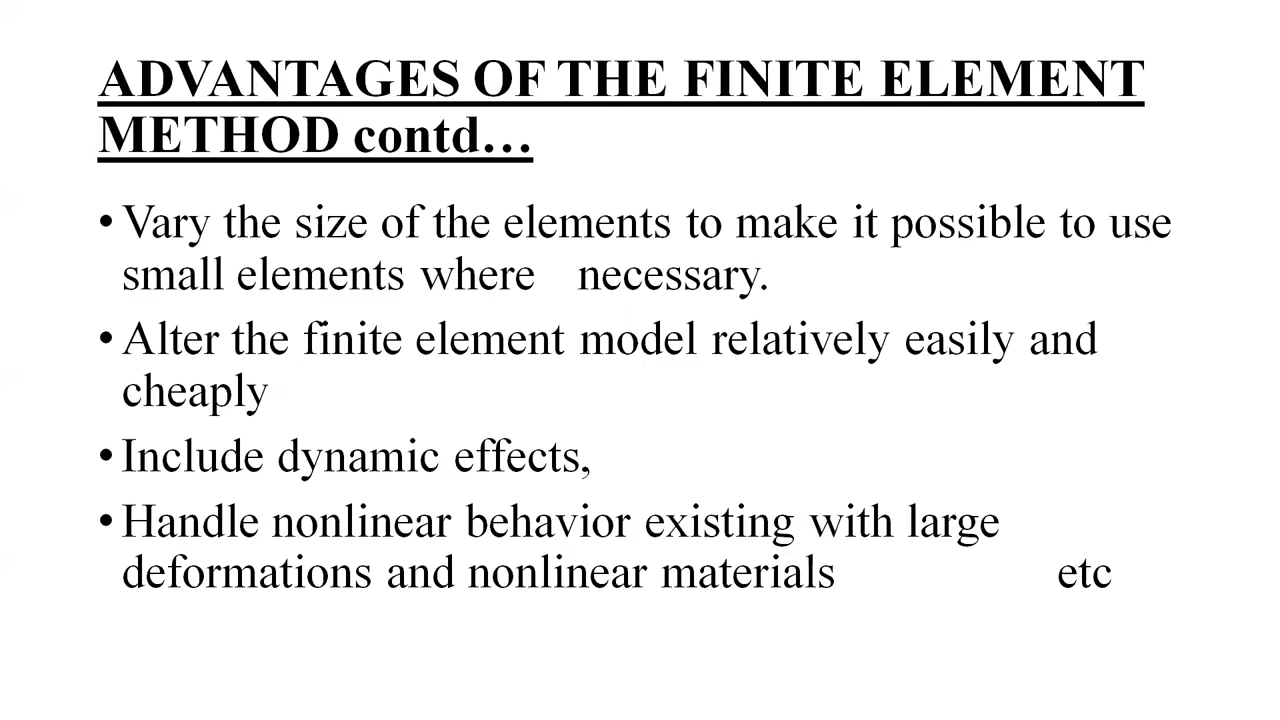 ADVANTAGES OF THE FINITE ELEMENT
METHOD contd…
• Vary the size of the elements to make it possible to use
small elements where necessary.
• Alter the finite element model relatively easily and
cheaply
• Include dynamic effects,
• Handle nonlinear behavior existing with large
deformations and nonlinear materials etc